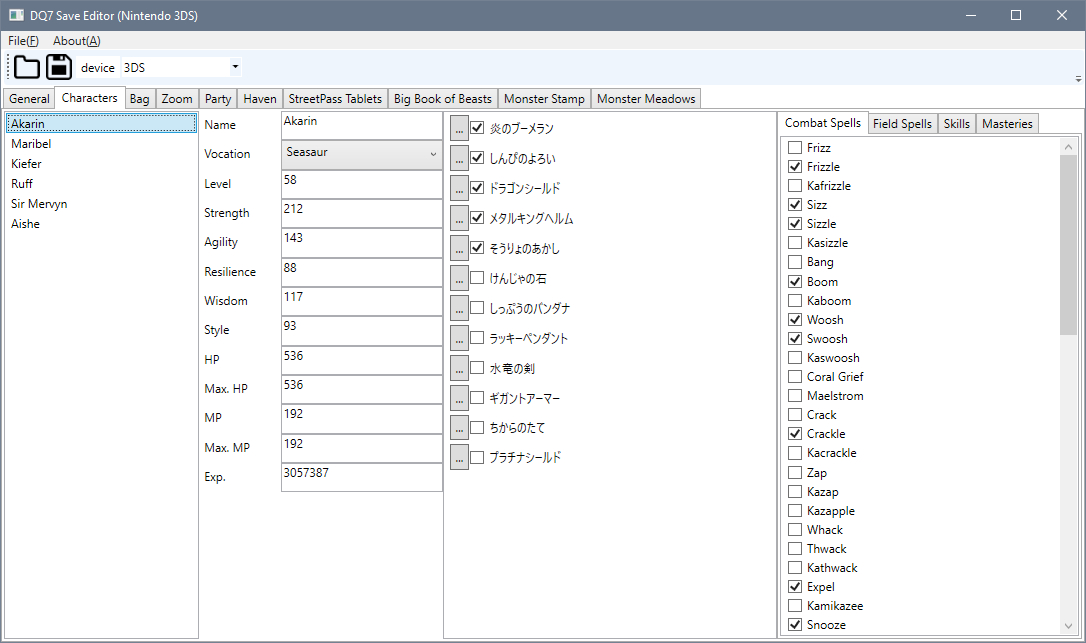 DQ7 Save Editor (Nintendo 3DS)
File(F) About(A)
device 3DS
General Characters Bag Zoom Party Haven StreetPass Tablets Big Book of Beasts Monster Stamp Monster Meadows
Akarin
Maribel
Kiefer
Ruff
Sir Mervyn
Aishe
Name Akarin
Vocation Seasaur
Level 58
Strength 212
Agility 143
Resilience 88
Wisdom 117
Style 93
HP 536
Max. HP 536
MP 192
Max. MP 192
Exp. 3057387
... 炎のブーメラン
... しんぴのよろい
... ドラゴンシールド
... メタルキングヘルム
... そうりょのあかし
... けんじゃの石
... しっぷうのバンダナ
... ラッキーペンダント
... 水竜の剣
... ギガントアーマー
... ちからのたて
... プラチナシールド
Combat Spells Field Spells Skills Masteries
Frizz
Frizzle
Kafrizzle
Sizz
Sizzle
Kasizzle
Bang
Boom
Kaboom
Woosh
Swoosh
Kaswoosh
Coral Grief
Maelstrom
Crack
Crackle
Kacrackle
Zap
Kazap
Kazapple
Whack
Thwack
Kathwack
Expel
Kamikazee
Snooze